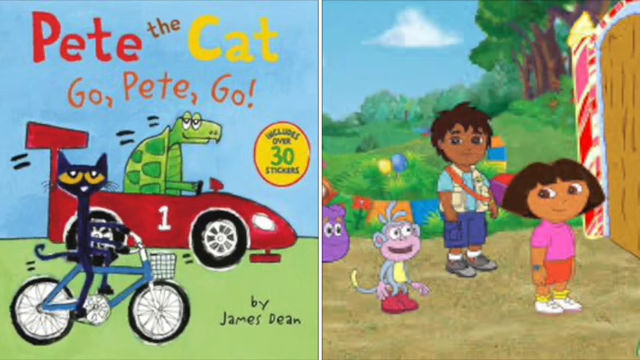 Pete the Cat
Go, Pete, Go!
INCLUDES
OVER
30
STICKERS
1
by
James Dean